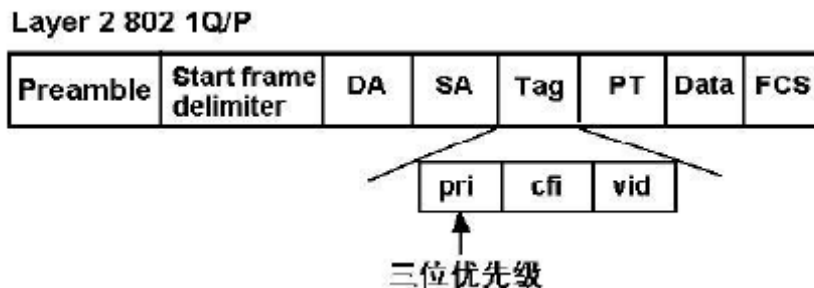 Layer 2 802 1Q/P
Preamble Start frame delimiter DA SA Tag PT Data FCS
pri cfi vid
三位优先级